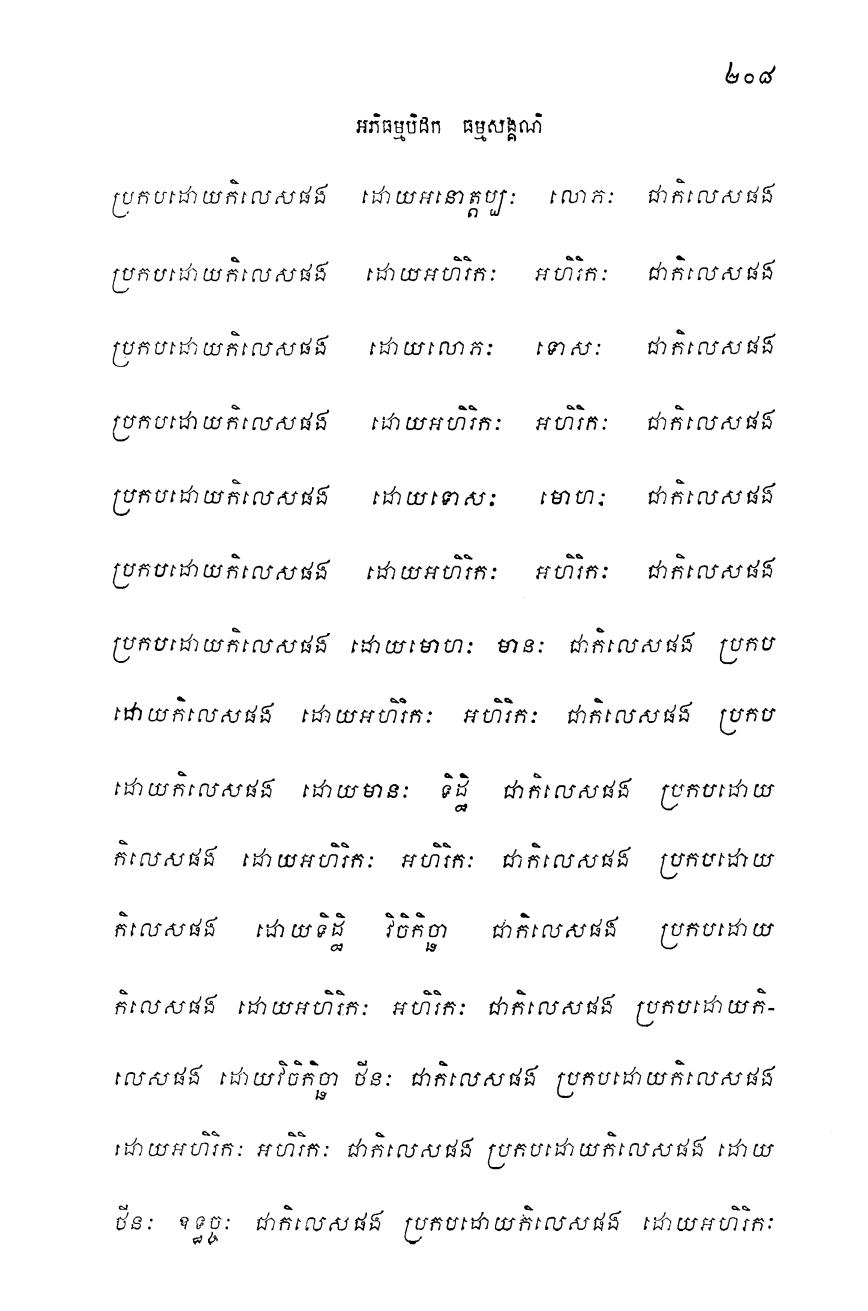 ២០៨
អភិធម្មបិដក ធម្មសង្គណី
ប្រកបដោយកិលេសផង ដោយអនោត្តប្បៈ លោភៈ ជាកិលេសផង
ប្រកបដោយកិលេសផង ដោយអហិរិកៈ អហិរិកៈ ជាកិលេសផង
ប្រកបដោយកិលេសផង ដោយលោភៈ ទោសៈ ជាកិលេសផង
ប្រកបដោយកិលេសផង ដោយអហិរិកៈ អហិរិកៈ ជាកិលេសផង
ប្រកបដោយកិលេសផង ដោយទោសៈ មោហៈ ជាកិលេសផង
ប្រកបដោយកិលេសផង ដោយអហិរិកៈ អហិរិកៈ ជាកិលេសផង
ប្រកបដោយកិលេសផង ដោយមោហៈ មានៈ ជាកិលេសផង ប្រកប
ដោយកិលេសផង ដោយអហិរិកៈ អហិរិកៈ ជាកិលេសផង ប្រកប
ដោយកិលេសផង ដោយមានៈ ទិដ្ឋិ ជាកិលេសផង ប្រកបដោយ
កិលេសផង ដោយអហិរិកៈ អហិរិកៈ ជាកិលេសផង ប្រកបដោយ
កិលេសផង ដោយទិដ្ឋិ វិចិកិច្ឆា ជាកិលេសផង ប្រកបដោយ
កិលេសផង ដោយអហិរិកៈ អហិរិកៈ ជាកិលេសផង ប្រកបដោយកិ-
លេសផង ដោយវិចិកិច្ឆា ថីនៈ ជាកិលេសផង ប្រកបដោយកិលេសផង
ដោយអហិរិកៈ អហិរិកៈ ជាកិលេសផង ប្រកបដោយកិលេសផង ដោយ
ថីនៈ ឧទ្ធច្ចៈ ជាកិលេសផង ប្រកបដោយកិលេសផង ដោយអហិរិកៈ